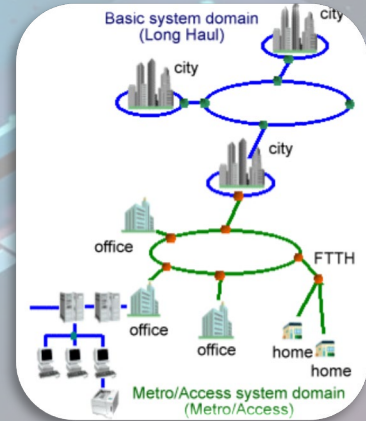 Basic system domain
(Long Haul)
city
city
city
office
FTTH
office
office
home
home
Metro/Access system domain
(Metro/Access)